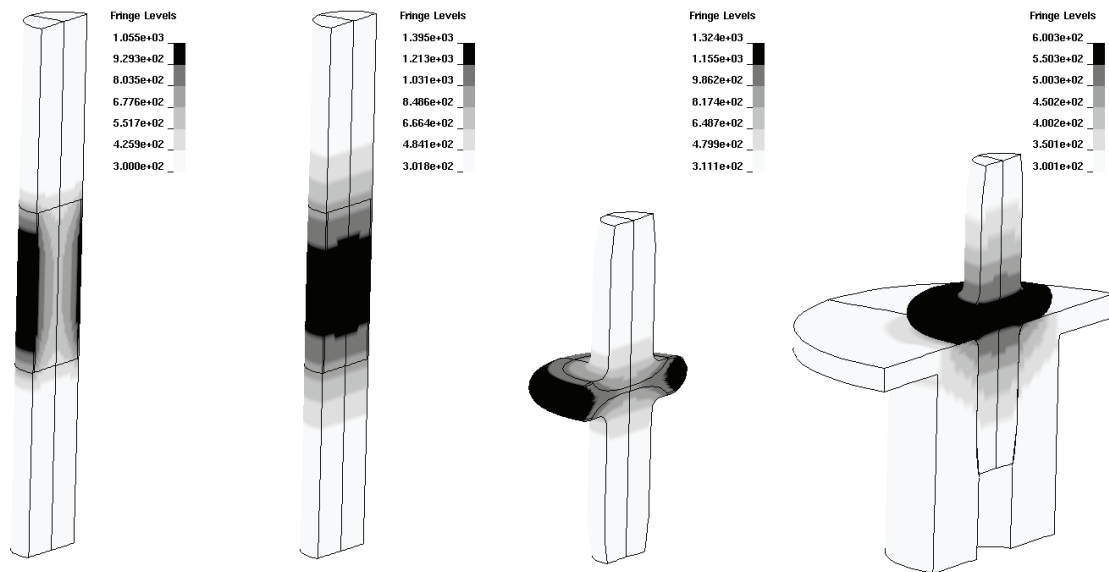 Fringe Levels
1.055e+03
9.293e+02
8.035e+02
6.776e+02
5.517e+02
4.259e+02
3.000e+02
Fringe Levels
1.395e+03
1.213e+03
1.031e+03
8.486e+02
6.664e+02
4.841e+02
3.018e+02
Fringe Levels
1.324e+03
1.155e+03
9.862e+02
8.174e+02
6.487e+02
4.799e+02
3.111e+02
Fringe Levels
6.003e+02
5.503e+02
5.003e+02
4.502e+02
4.002e+02
3.501e+02
3.001e+02